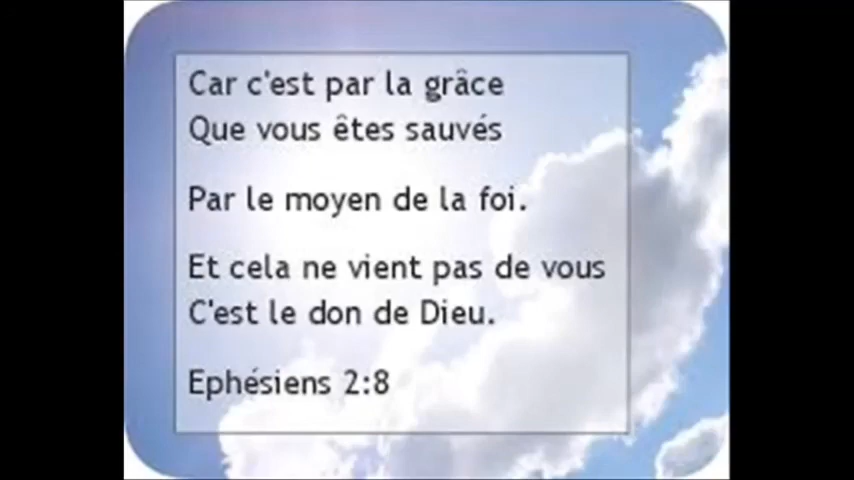 Car c'est par la grâce
Que vous êtes sauvés
Par le moyen de la foi.
Et cela ne vient pas de vous
C'est le don de Dieu.
Ephésiens 2:8